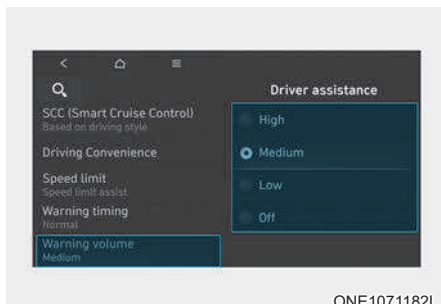 Driver assistance
SCC (Smart Cruise Control)
Based on driving style
Driving Convenience
Speed limit
Speed limit assist
Warning timing
Normal
Warning volume
Medium
High
Medium
Low
Off
ONE1071182L